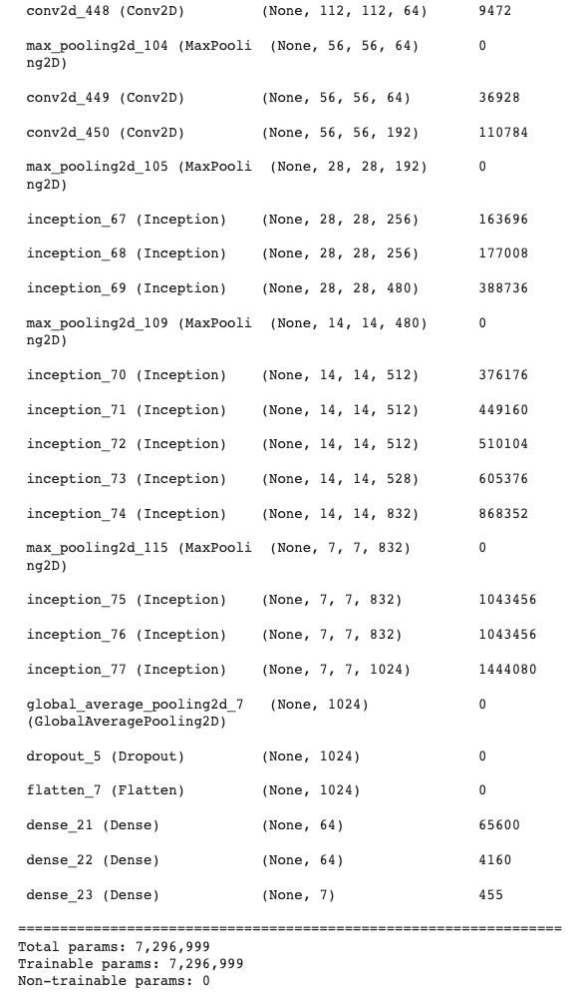 conv2d_448 (Conv2D) (None, 112, 112, 64) 9472
max_pooling2d_104 (MaxPooli (None, 56, 56, 64) 0
ng2D)
conv2d_449 (Conv2D) (None, 56, 56, 64) 36928
conv2d_450 (Conv2D) (None, 56, 56, 192) 110784
max_pooling2d_105 (MaxPooli (None, 28, 28, 192) 0
ng2D)
inception_67 (Inception) (None, 28, 28, 256) 163696
inception_68 (Inception) (None, 28, 28, 256) 177008
inception_69 (Inception) (None, 28, 28, 480) 388736
max_pooling2d_109 (MaxPooli (None, 14, 14, 480) 0
ng2D)
inception_70 (Inception) (None, 14, 14, 512) 376176
inception_71 (Inception) (None, 14, 14, 512) 449160
inception_72 (Inception) (None, 14, 14, 512) 510104
inception_73 (Inception) (None, 14, 14, 528) 605376
inception_74 (Inception) (None, 14, 14, 832) 868352
max_pooling2d_115 (MaxPooli (None, 7, 7, 832) 0
ng2D)
inception_75 (Inception) (None, 7, 7, 832) 1043456
inception_76 (Inception) (None, 7, 7, 832) 1043456
inception_77 (Inception) (None, 7, 7, 1024) 1444080
global_average_pooling2d_7 (None, 1024) 0
(GlobalAveragePooling2D)
dropout_5 (Dropout) (None, 1024) 0
flatten_7 (Flatten) (None, 1024) 0
dense_21 (Dense) (None, 64) 65600
dense_22 (Dense) (None, 64) 4160
dense_23 (Dense) (None, 7) 455
=================================================================
Total params: 7,296,999
Trainable params: 7,296,999
Non-trainable params: 0